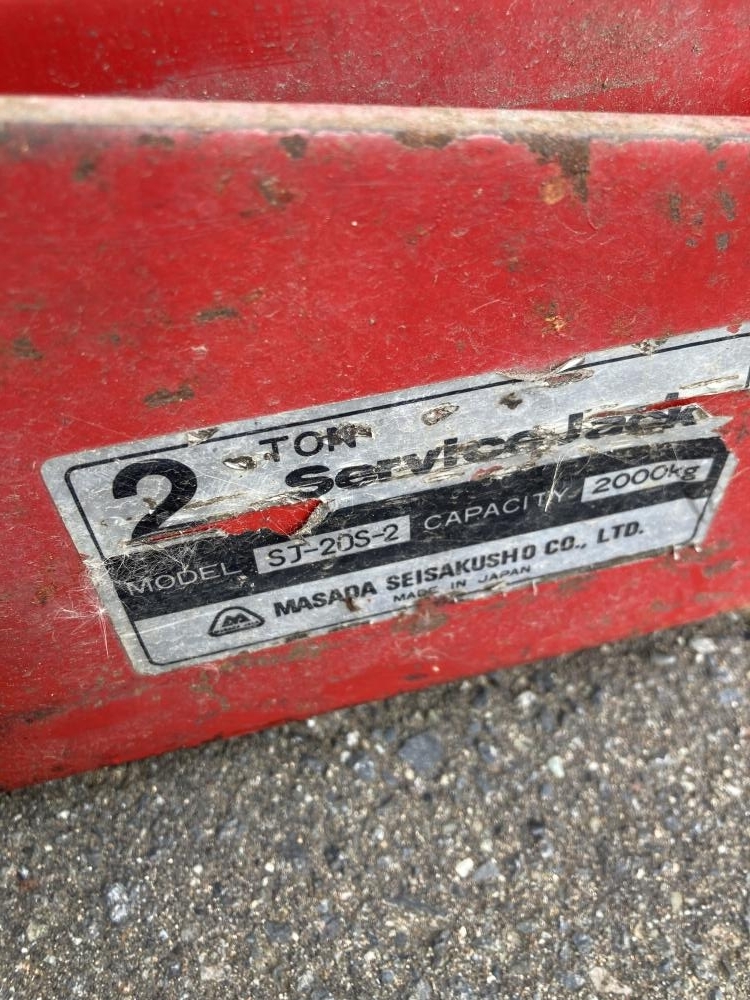 2 TON
Service Jack
MODEL SJ-20S-2 CAPACITY 2000kg
MASADA SEISAKUSHO CO., LTD.
MADE IN JAPAN